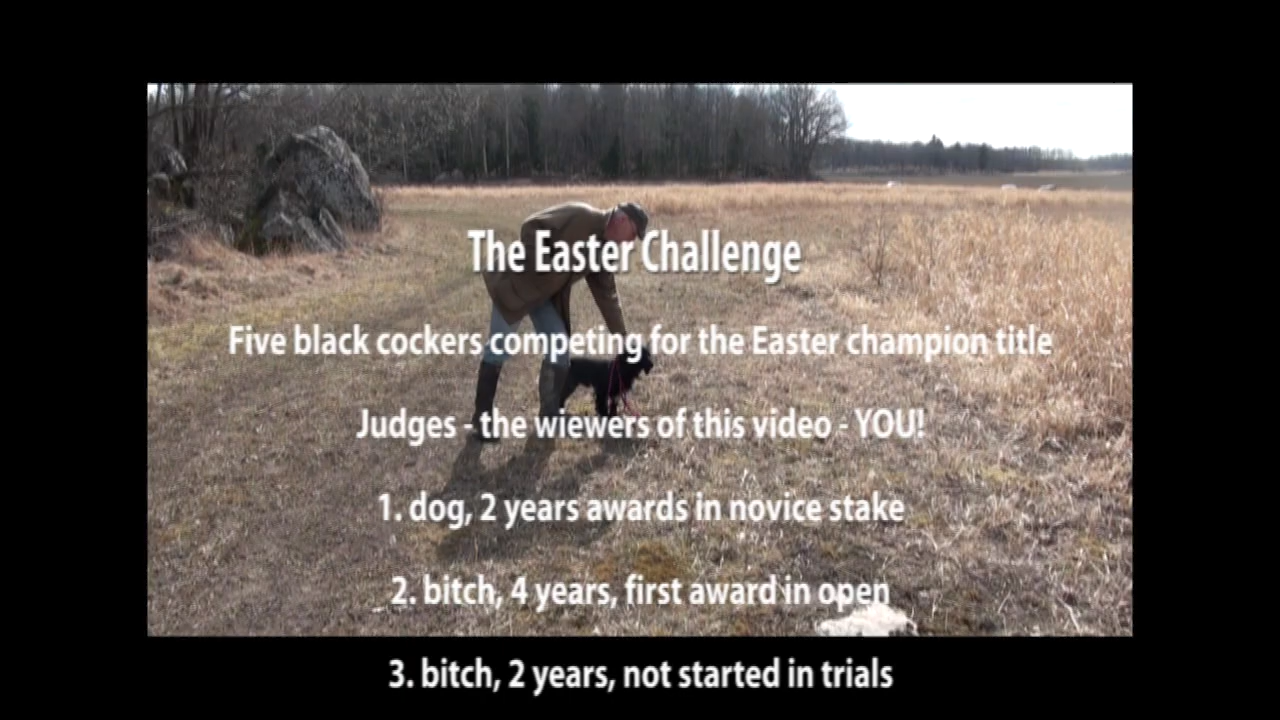 The Easter Challenge
Five black cockers competing for the Easter champion title
Judges - the wiewers of this video - YOU!
1. dog, 2 years awards in novice stake
2. bitch, 4 years, first award in open
3. bitch, 2 years, not started in trials